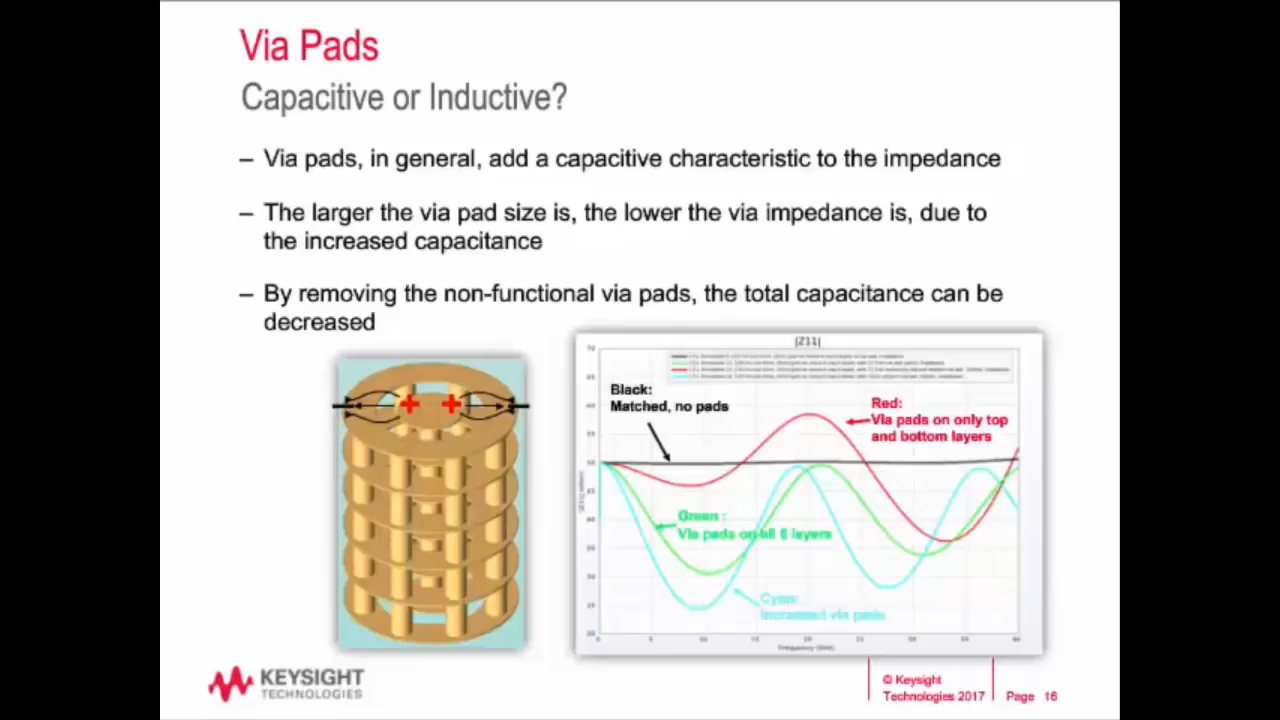 Via Pads
Capacitive or Inductive?
– Via pads, in general, add a capacitive characteristic to the impedance
– The larger the via pad size is, the lower the via impedance is, due to
the increased capacitance
– By removing the non-functional via pads, the total capacitance can be
decreased
+ +
|Z11|
Black:
Matched, no pads
Red:
Via pads on only top
and bottom layers
Green :
Via pads on all 6 layers
Cyan:
Increased via pads
Frequency (GHz)
KEYSIGHT
TECHNOLOGIES
© Keysight
Technologies 2017
Page 16